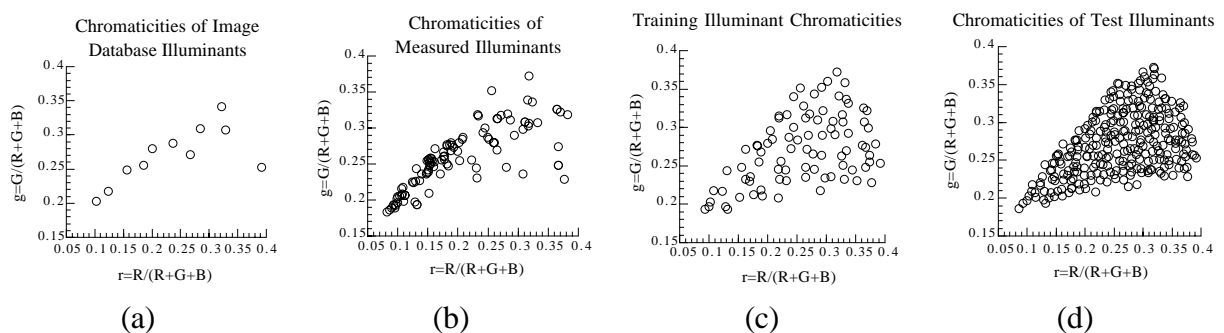 Chromaticities of Image
Database Illuminants
0.4
0.35
0.3
0.25
0.2
0.15
g=G/(R+G+B)
0.05 0.1 0.15 0.2 0.25 0.3 0.35 0.4
r=R/(R+G+B)
(a)
Chromaticities of
Measured Illuminants
0.4
0.35
0.3
0.25
0.2
0.15
g=G/(R+G+B)
0.05 0.1 0.15 0.2 0.25 0.3 0.35 0.4
r=R/(R+G+B)
(b)
Training Illuminant Chromaticities
0.4
0.35
0.3
0.25
0.2
0.15
g=G/(R+G+B)
0.05 0.1 0.15 0.2 0.25 0.3 0.35 0.4
r=R/(R+G+B)
(c)
Chromaticities of Test Illuminants
0.4
0.35
0.3
0.25
0.2
0.15
g=G/(R+G+B)
0.05 0.1 0.15 0.2 0.25 0.3 0.35 0.4
r=R/(R+G+B)
(d)